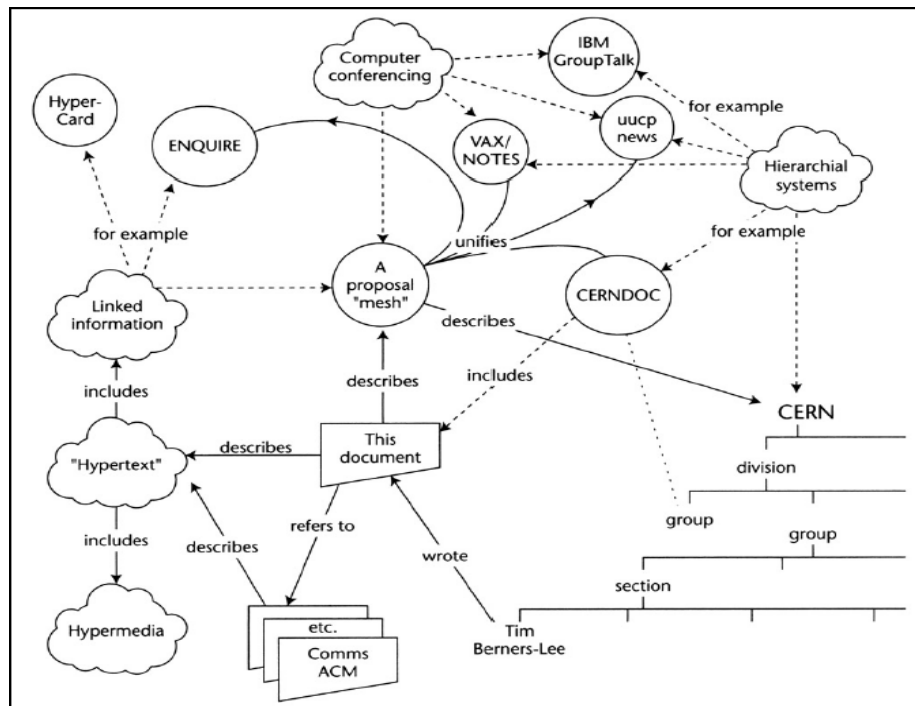 Computer
conferencing
IBM
GroupTalk
Hyper-
Card
for example
uucp
news
ENQUIRE
VAX/
NOTES
Hierarchial
systems
for example
unifies
for example
A
proposal
"mesh"
CERNDOC
Linked
information
describes
includes
describes
includes
CERN
This
document
describes
"Hypertext"
division
refers to
group
group
includes
describes
wrote
section
Hypermedia
etc.
Comms
ACM
Tim
Berners-Lee